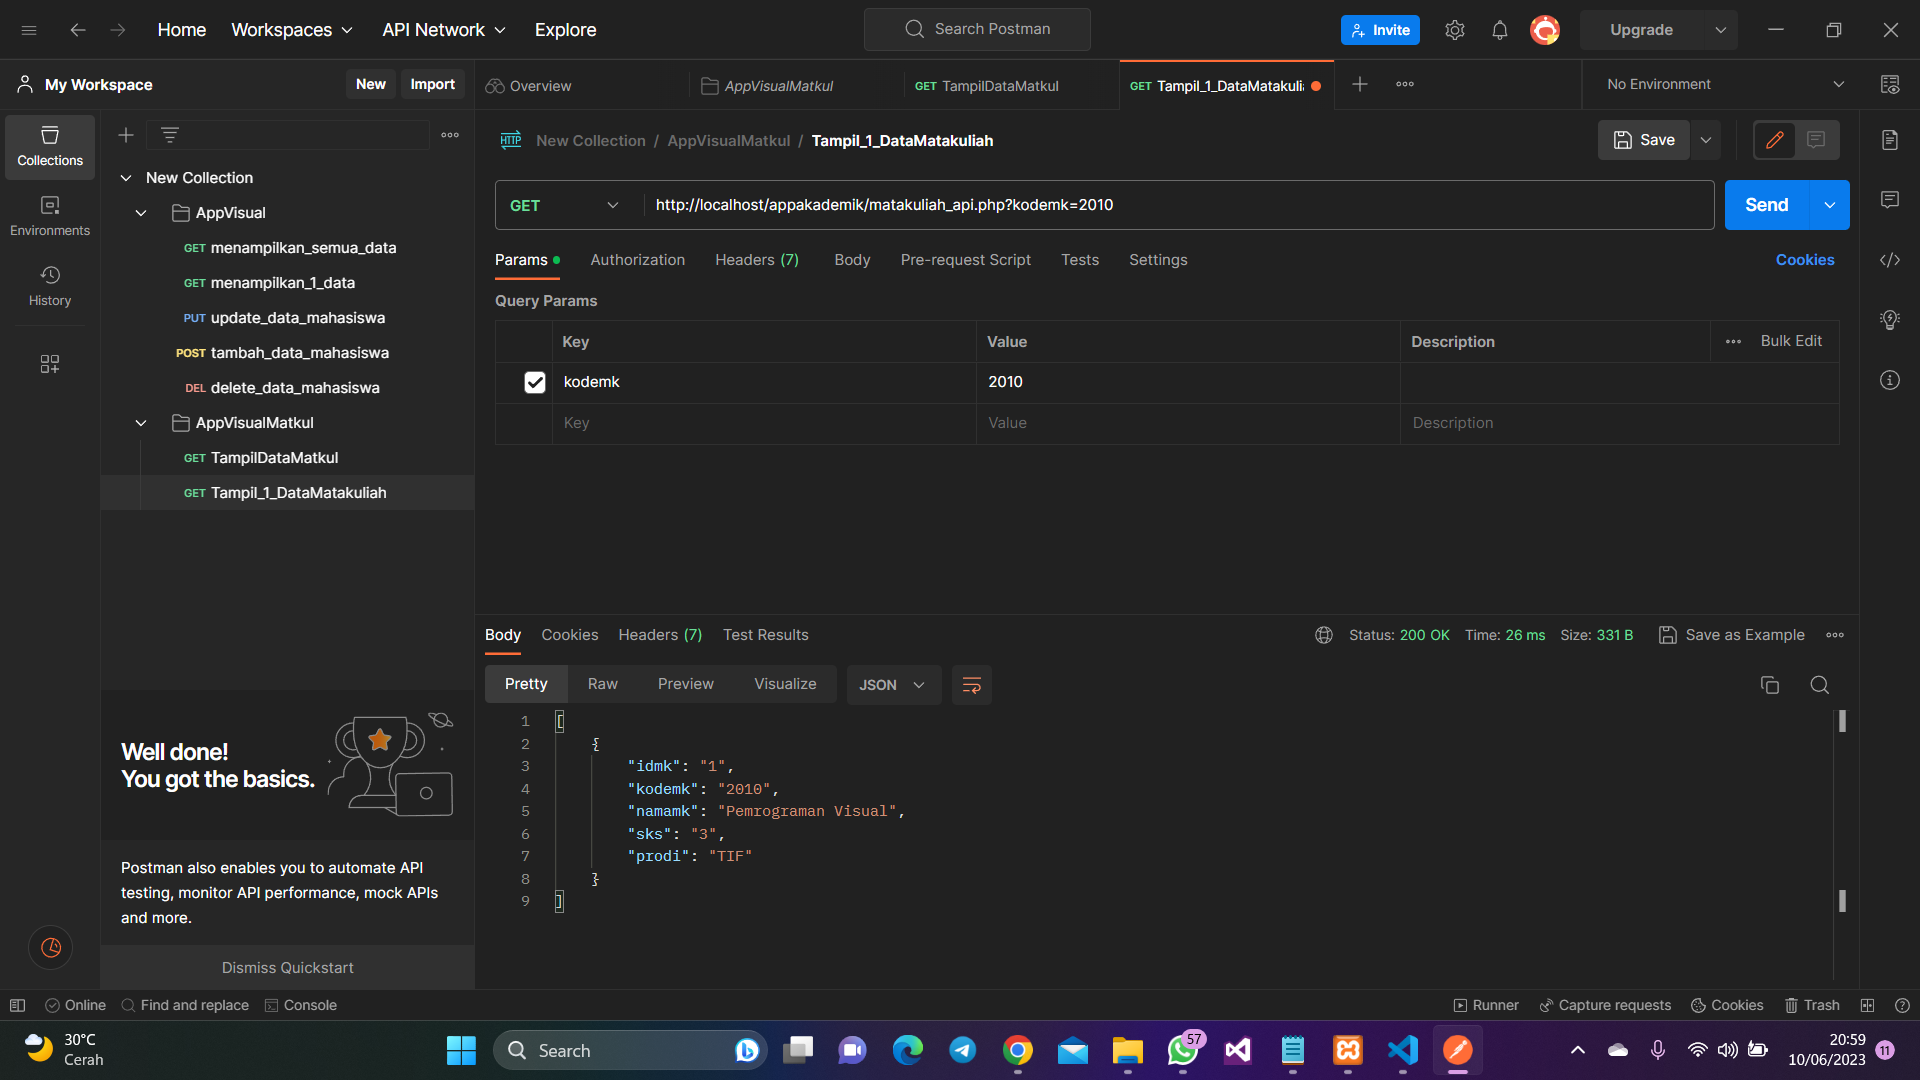 Home Workspaces API Network Explore
Search Postman
Invite
Upgrade
My Workspace
New Import
Overview
AppVisualMatkul
GET TampilDataMatkul
GET Tampil_1_DataMatakuli
No Environment
Collections
Environments
History
New Collection
AppVisual
GET menampilkan_semua_data
GET menampilkan_1_data
PUT update_data_mahasiswa
POST tambah_data_mahasiswa
DEL delete_data_mahasiswa
AppVisualMatkul
GET TampilDataMatkul
GET Tampil_1_DataMatakuliah
Well done!
You got the basics.
Postman also enables you to automate API
testing, monitor API performance, mock APIs
and more.
Dismiss Quickstart
HTTP New Collection / AppVisualMatkul / Tampil_1_DataMatakuliah
Save
GET http://localhost/appakademik/matakuliah_api.php?kodemk=2010
Send
Params Authorization Headers (7) Body Pre-request Script Tests Settings
Cookies
Query Params
Key Value Description Bulk Edit
kodemk 2010
Key Value Description
Body Cookies Headers (7) Test Results
Status: 200 OK Time: 26 ms Size: 331 B Save as Example
Pretty Raw Preview Visualize JSON
1 [
2 {
3 "idmk": "1",
4 "kodemk": "2010",
5 "namamk": "Pemrograman Visual",
6 "sks": "3",
7 "prodi": "TIF"
8 }
9 ]
Online Find and replace Console
Runner Capture requests Cookies Trash
30°C
Cerah
Search
57
20:59
10/06/2023
11